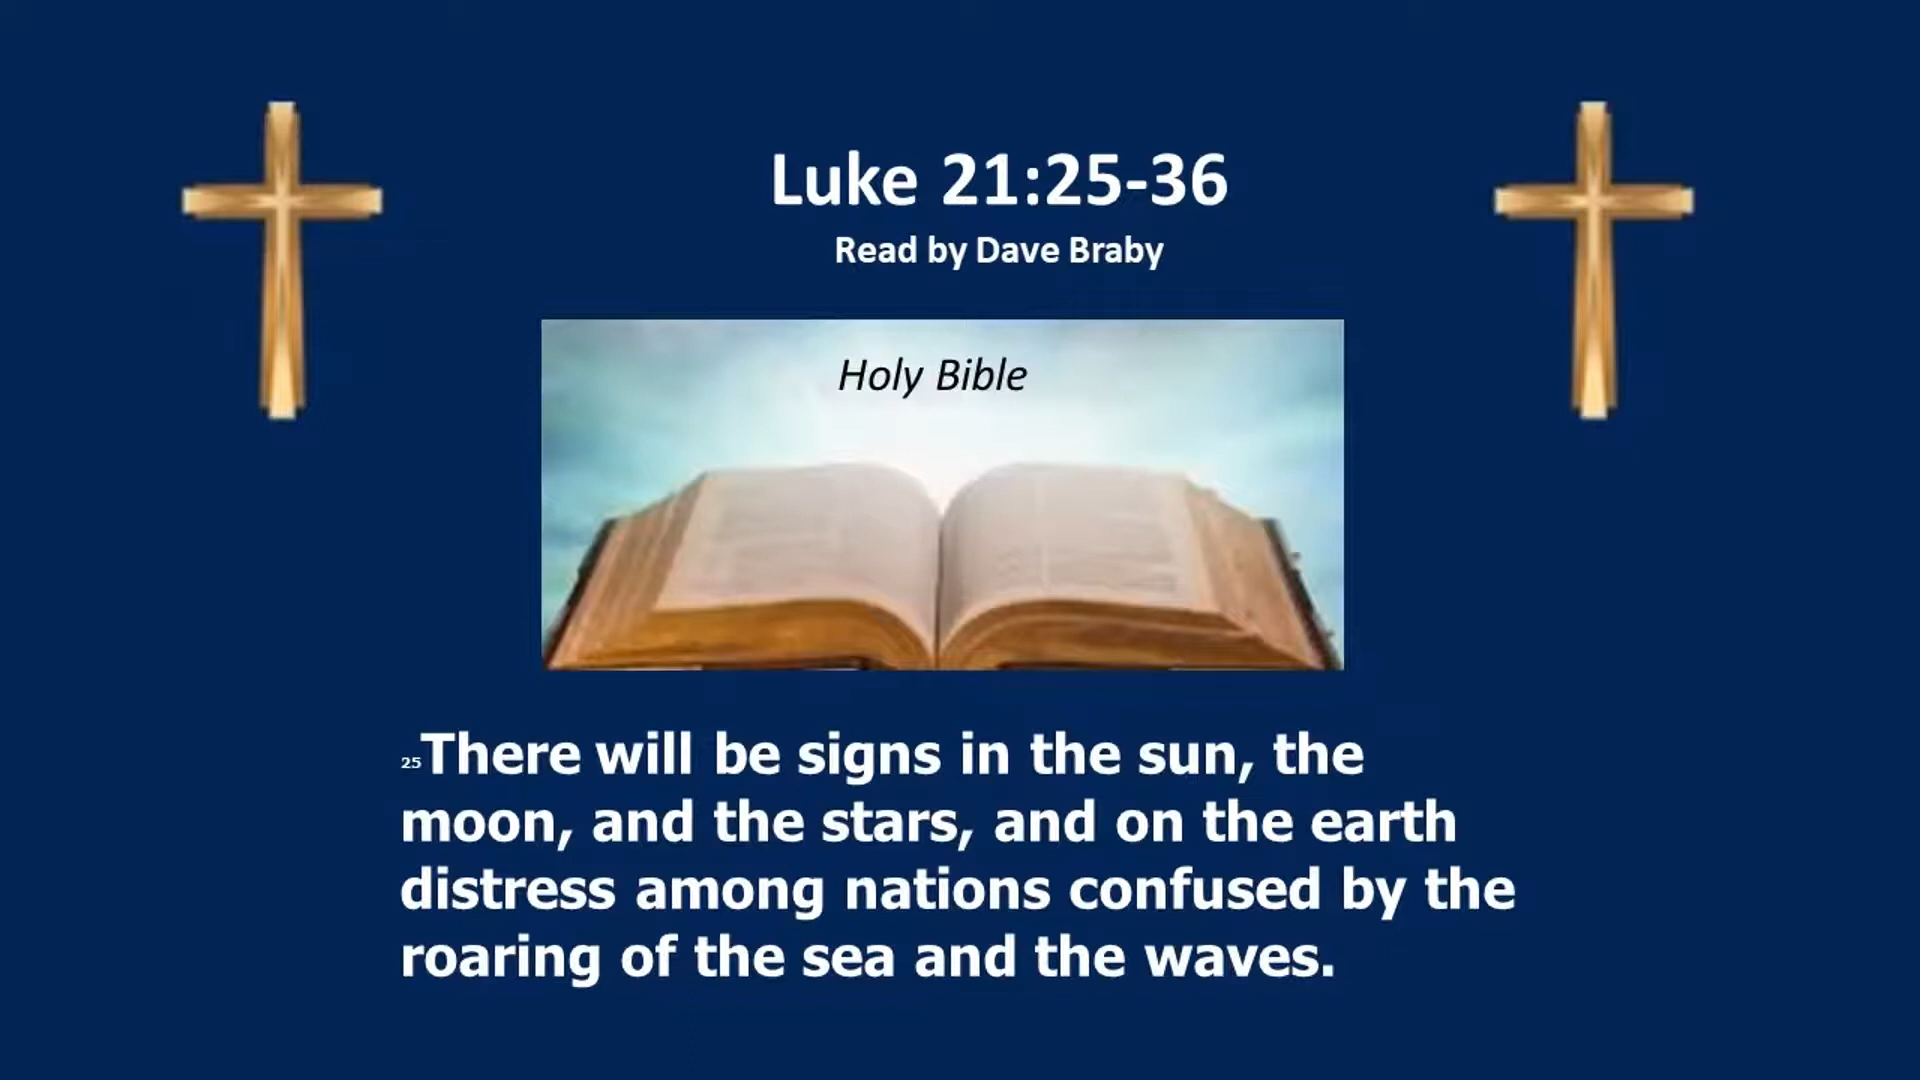 Luke 21:25-36
Read by Dave Braby
Holy Bible
25There will be signs in the sun, the
moon, and the stars, and on the earth
distress among nations confused by the
roaring of the sea and the waves.